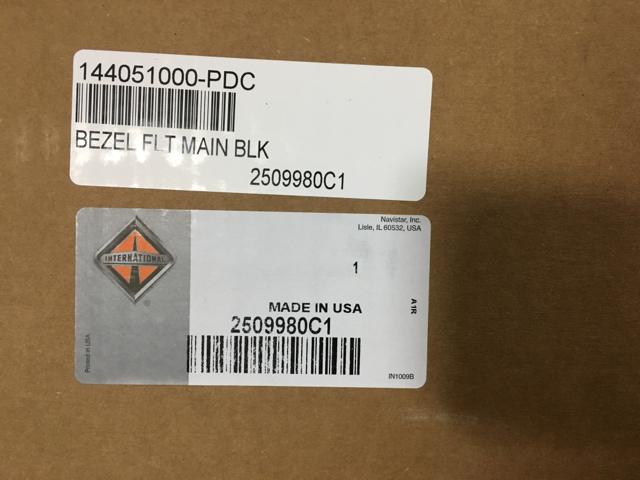 144051000-PDC
BEZEL FLT MAIN BLK
2509980C1
Navistar, Inc.
Lisle, IL 60532, USA
INTERNATIONAL
®
1
MADE IN USA
A1R
2509980C1
Printed in USA
IN1009B